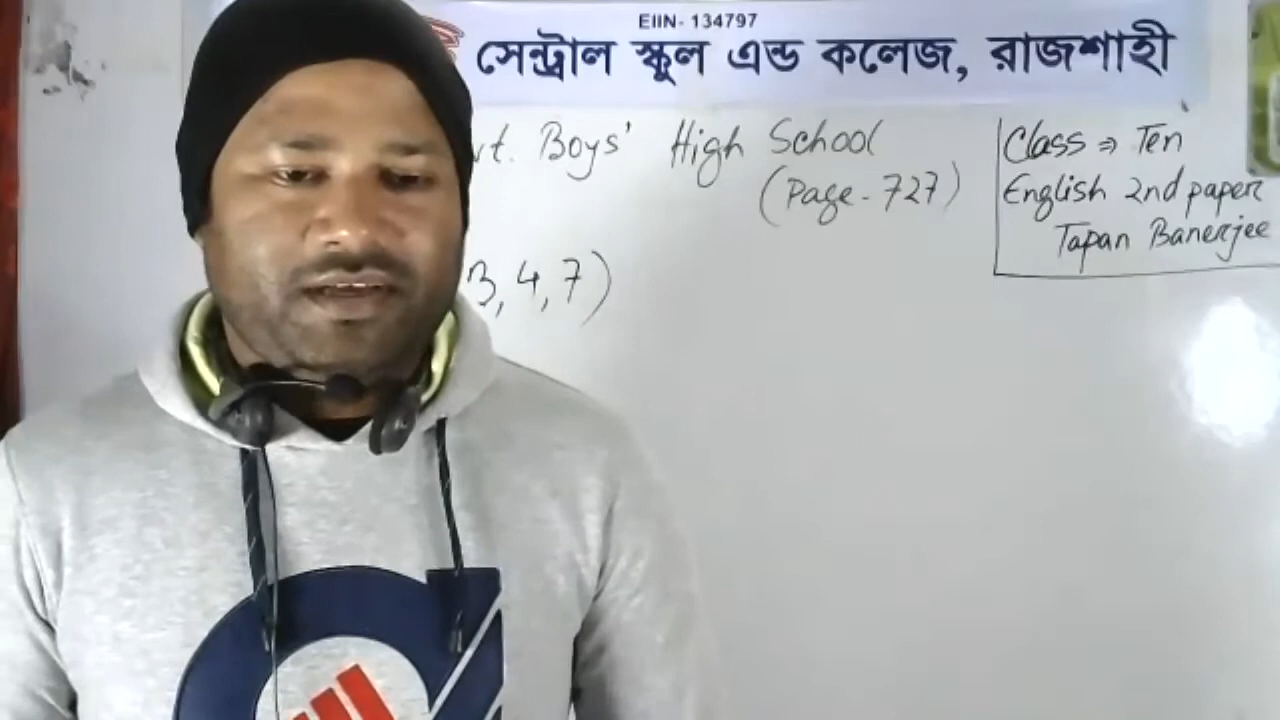 EIIN- 134797
সেন্ট্রাল স্কুল এন্ড কলেজ, রাজশাহী
Boys' High School
(Page - 727)
3, 4, 7)
Class ⇒ Ten
English 2nd paper
Tapan Banerjee